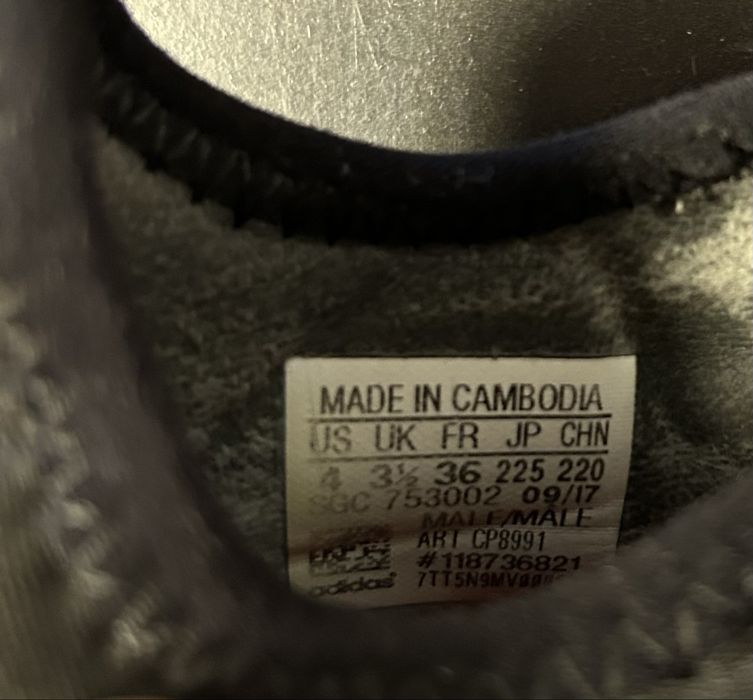 MADE IN CAMBODIA
US UK FR JP CHN
4 3½ 36 225 220
SGC 753002 09/17
MALE/MALE
ART CP8991
#118736821
adidas